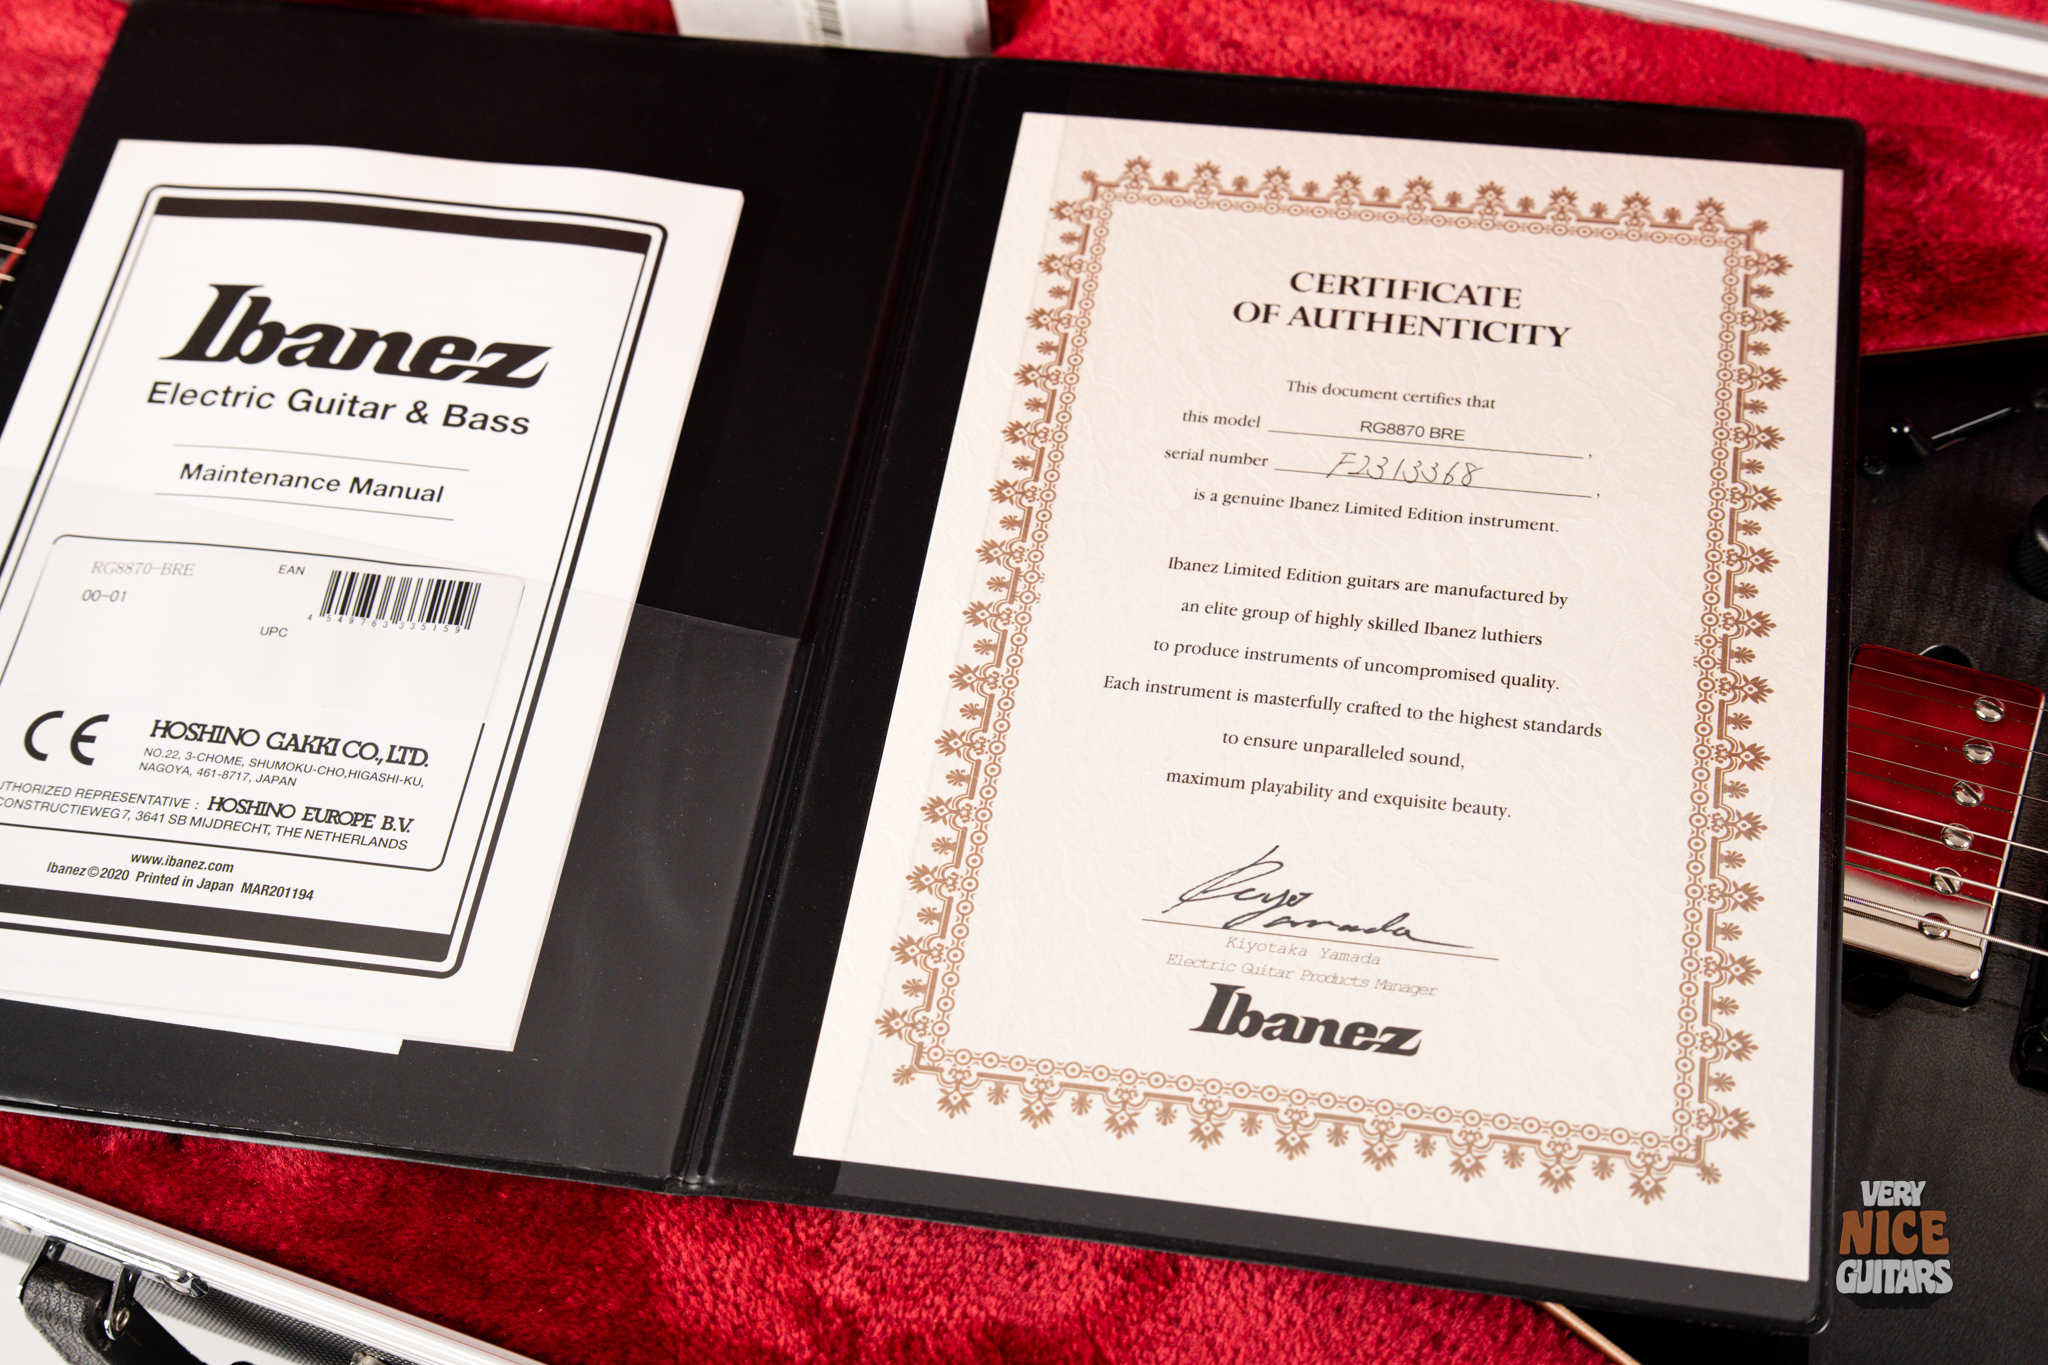 Ibanez
Electric Guitar & Bass
Maintenance Manual
RG8870-BRE
00-01
EAN
4 549763 335159
UPC
CE
HOSHINO GAKKI CO., LTD.
NO.22, 3-CHOME, SHUMOKU-CHO,HIGASHI-KU,
NAGOYA, 461-8717, JAPAN
UTHORIZED REPRESENTATIVE : HOSHINO EUROPE B.V.
CONSTRUCTIEWEG 7, 3641 SB MIJDRECHT, THE NETHERLANDS
www.ibanez.com
Ibanez©2020 Printed in Japan MAR201194
CERTIFICATE
OF AUTHENTICITY
This document certifies that
this model RG8870 BRE ,
serial number F2313368 ,
is a genuine Ibanez Limited Edition instrument.
Ibanez Limited Edition guitars are manufactured by
an elite group of highly skilled Ibanez luthiers
to produce instruments of uncompromised quality.
Each instrument is masterfully crafted to the highest standards
to ensure unparalleled sound,
maximum playability and exquisite beauty.
Kiyotaka Yamada
Electric Guitar Products Manager
Ibanez
VERY
NICE
GUITARS